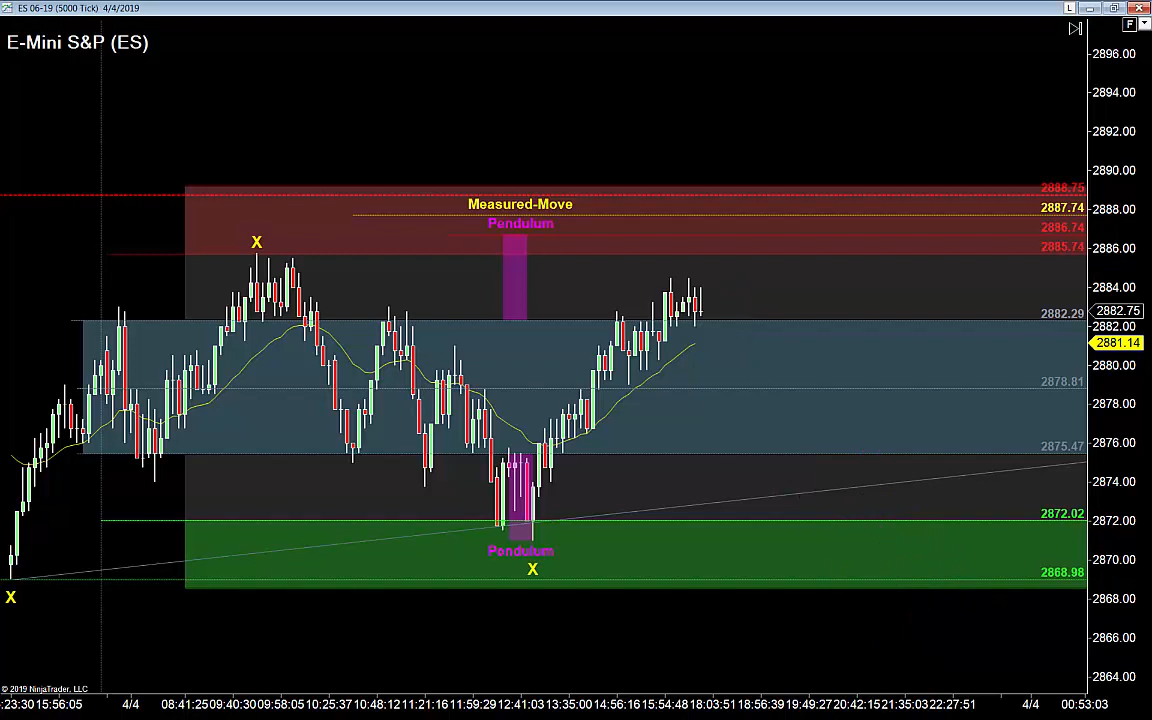 ES 06-19 (5000 Tick) 4/4/2019
L
F
E-Mini S&P (ES)
2896.00
2894.00
2892.00
2890.00
2888.75
Measured-Move
2887.74
2888.00
Pendulum
2886.74
X
2885.74
2886.00
2884.00
2882.29
2882.75
2882.00
2881.14
2880.00
2878.81
2878.00
2875.47
2876.00
2874.00
2872.02
2872.00
Pendulum
2870.00
X
2868.98
X
2868.00
2866.00
2864.00
© 2019 NinjaTrader, LLC
:23:30 15:56:05 4/4 08:41:25 09:40:30 09:58:05 10:25:37 10:48:12 11:21:16 11:59:29 12:41:03 13:35:00 14:56:16 15:54:48 18:03:51 18:56:39 19:49:27 20:42:15 21:35:03 22:27:51 4/4 00:53:03